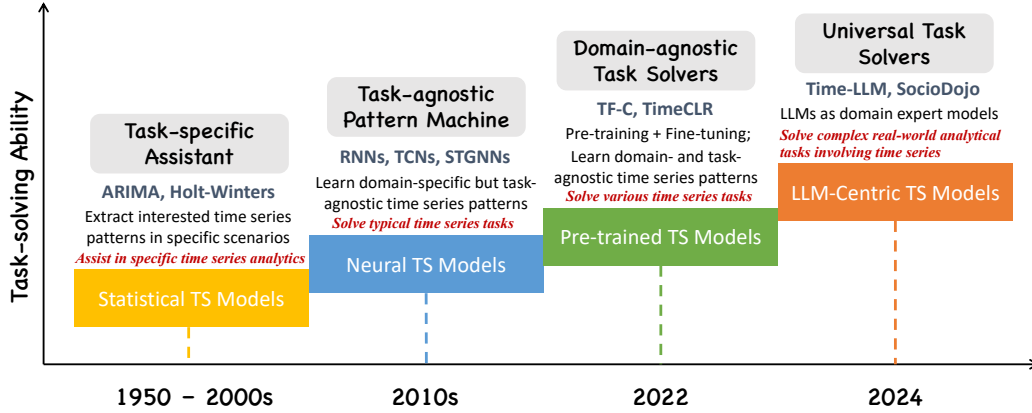 Task-solving Ability
Task-specific
Assistant
ARIMA, Holt-Winters
Extract interested time series
patterns in specific scenarios
Assist in specific time series analytics
Statistical TS Models
1950 – 2000s
Task-agnostic
Pattern Machine
RNNs, TCNs, STGNNs
Learn domain-specific but task-
agnostic time series patterns
Solve typical time series tasks
Neural TS Models
2010s
Domain-agnostic
Task Solvers
TF-C, TimeCLR
Pre-training + Fine-tuning;
Learn domain- and task-
agnostic time series patterns
Solve various time series tasks
Pre-trained TS Models
2022
Universal Task
Solvers
Time-LLM, SocioDojo
LLMs as domain expert models
Solve complex real-world analytical
tasks involving time series
LLM-Centric TS Models
2024